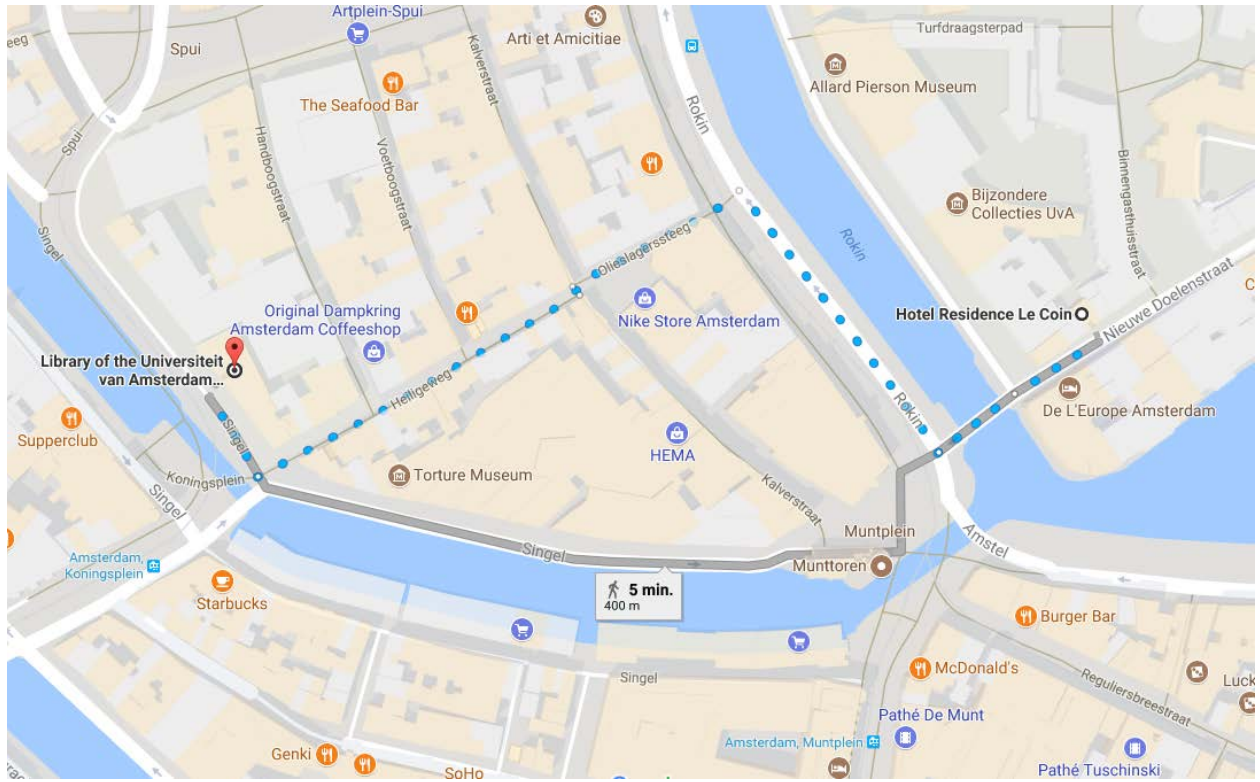 Artplein-Spui
Spui
eeg
The Seafood Bar
Arti et Amicitiae
Kalverstraat
Rokin
Turfdraagsterpad
Allard Pierson Museum
Spui
Handboogstraat
Voetboogstraat
Binnengasthuisstraat
Bijzondere
Collecties UvA
Singel
Olieslagerssteeg
Rokin
Original Dampkring
Amsterdam Coffeeshop
Nike Store Amsterdam
Hotel Residence Le Coin
Nieuwe Doelenstraat
C
Library of the Universiteit
van Amsterdam...
Heiligeweg
Rokin
De L'Europe Amsterdam
Supperclub
Singel
HEMA
Koningsplein
Torture Museum
Kalverstraat
Singel
Muntplein
Amstel
Amsterdam,
Koningsplein
Singel
Munttoren
5 min.
400 m
Starbucks
Burger Bar
McDonald's
Singel
Reguliersbreestraat
Luck
Pathé De Munt
Amsterdam, Muntplein
Genki
SoHo
Pathé Tuschinski